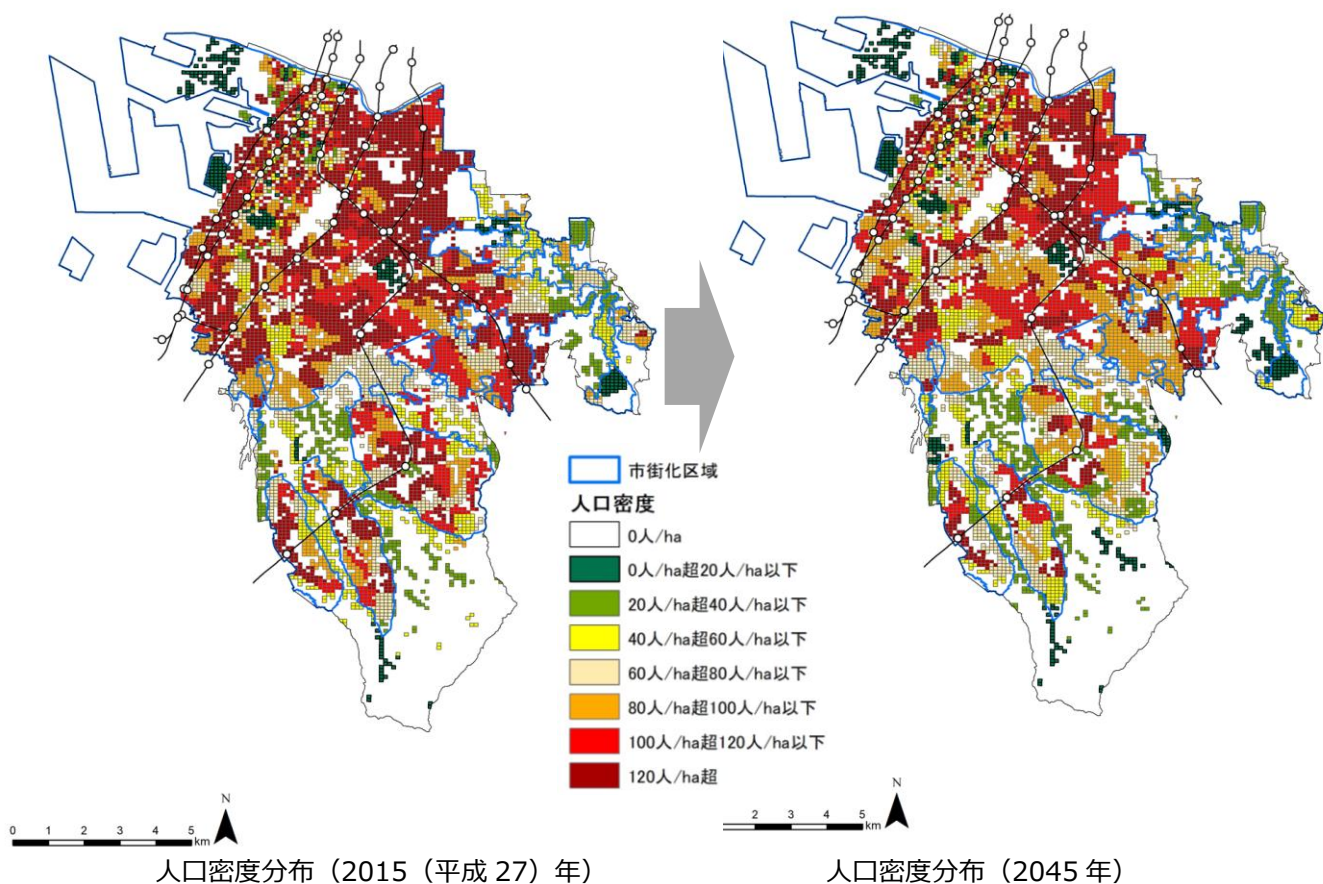 市街化区域
人口密度
0人/ha
0人/ha超20人/ha以下
20人/ha超40人/ha以下
40人/ha超60人/ha以下
60人/ha超80人/ha以下
80人/ha超100人/ha以下
100人/ha超120人/ha以下
120人/ha超
N
0 1 2 3 4 5
km
N
2 3 4 5
km
人口密度分布（2015（平成 27）年）
人口密度分布（2045 年）